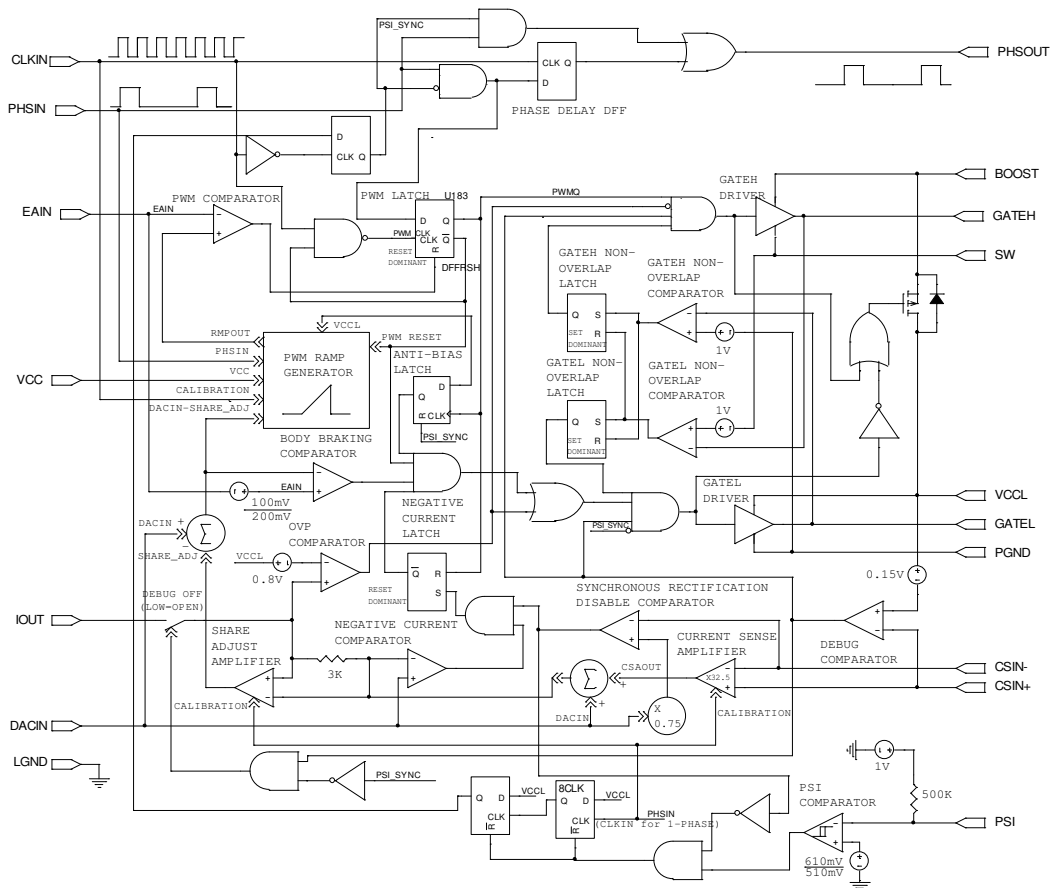 PSI_SYNC
CLKIN
CLK Q
D
PHSOUT
PHSIN
PHASE DELAY DFF
D
CLK Q
PWM COMPARATOR
PWM LATCH
U183
PWMQ
GATEH
DRIVER
BOOST
EAIN
EAIN
D Q
PWM CLK
CLK Q
R
RESET
DOMINANT
DFFRSH
GATEH
SW
GATEH NON-
OVERLAP
LATCH
GATEH NON-
OVERLAP
COMPARATOR
Q S
R
SET
DOMINANT
1V
VCCL
RMPOUT
PWM RESET
PHSIN
PWM RAMP
GENERATOR
ANTI-BIAS
LATCH
VCC
VCC
CALIBRATION
DACIN-SHARE_ADJ
Q D
R CLK
PSI_SYNC
GATEL NON-
OVERLAP
LATCH
GATEL NON-
OVERLAP
COMPARATOR
Q S
R
SET
DOMINANT
1V
BODY BRAKING
COMPARATOR
EAIN
100mV
200mV
NEGATIVE
CURRENT
LATCH
GATEL
DRIVER
VCCL
PSI_SYNC
GATEL
PGND
DACIN
+
−
SHARE_ADJ
OVP
COMPARATOR
VCCL
0.8V
Q R
S
RESET
DOMINANT
0.15V
DEBUG OFF
(LOW=OPEN)
SYNCHRONOUS RECTIFICATION
DISABLE COMPARATOR
IOUT
SHARE
ADJUST
AMPLIFIER
NEGATIVE CURRENT
COMPARATOR
CURRENT SENSE
AMPLIFIER
DEBUG
COMPARATOR
3K
CSAOUT
+
X32.5
CSIN-
CSIN+
CALIBRATION
DACIN
+
X
0.75
CALIBRATION
DACIN
LGND
PSI_SYNC
1V
500K
8CLK
Q D
VCCL
CLK
R
Q D
VCCL
CLK
R
PHSIN
(CLKIN for 1-PHASE)
PSI
COMPARATOR
PSI
610mV
510mV